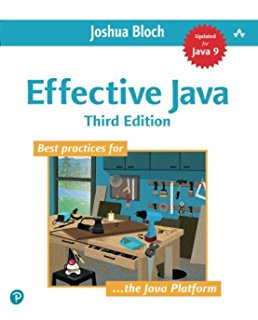 Joshua Bloch
Updated
for
Java 9
Effective Java
Third Edition
Best practices for
...the Java Platform
P